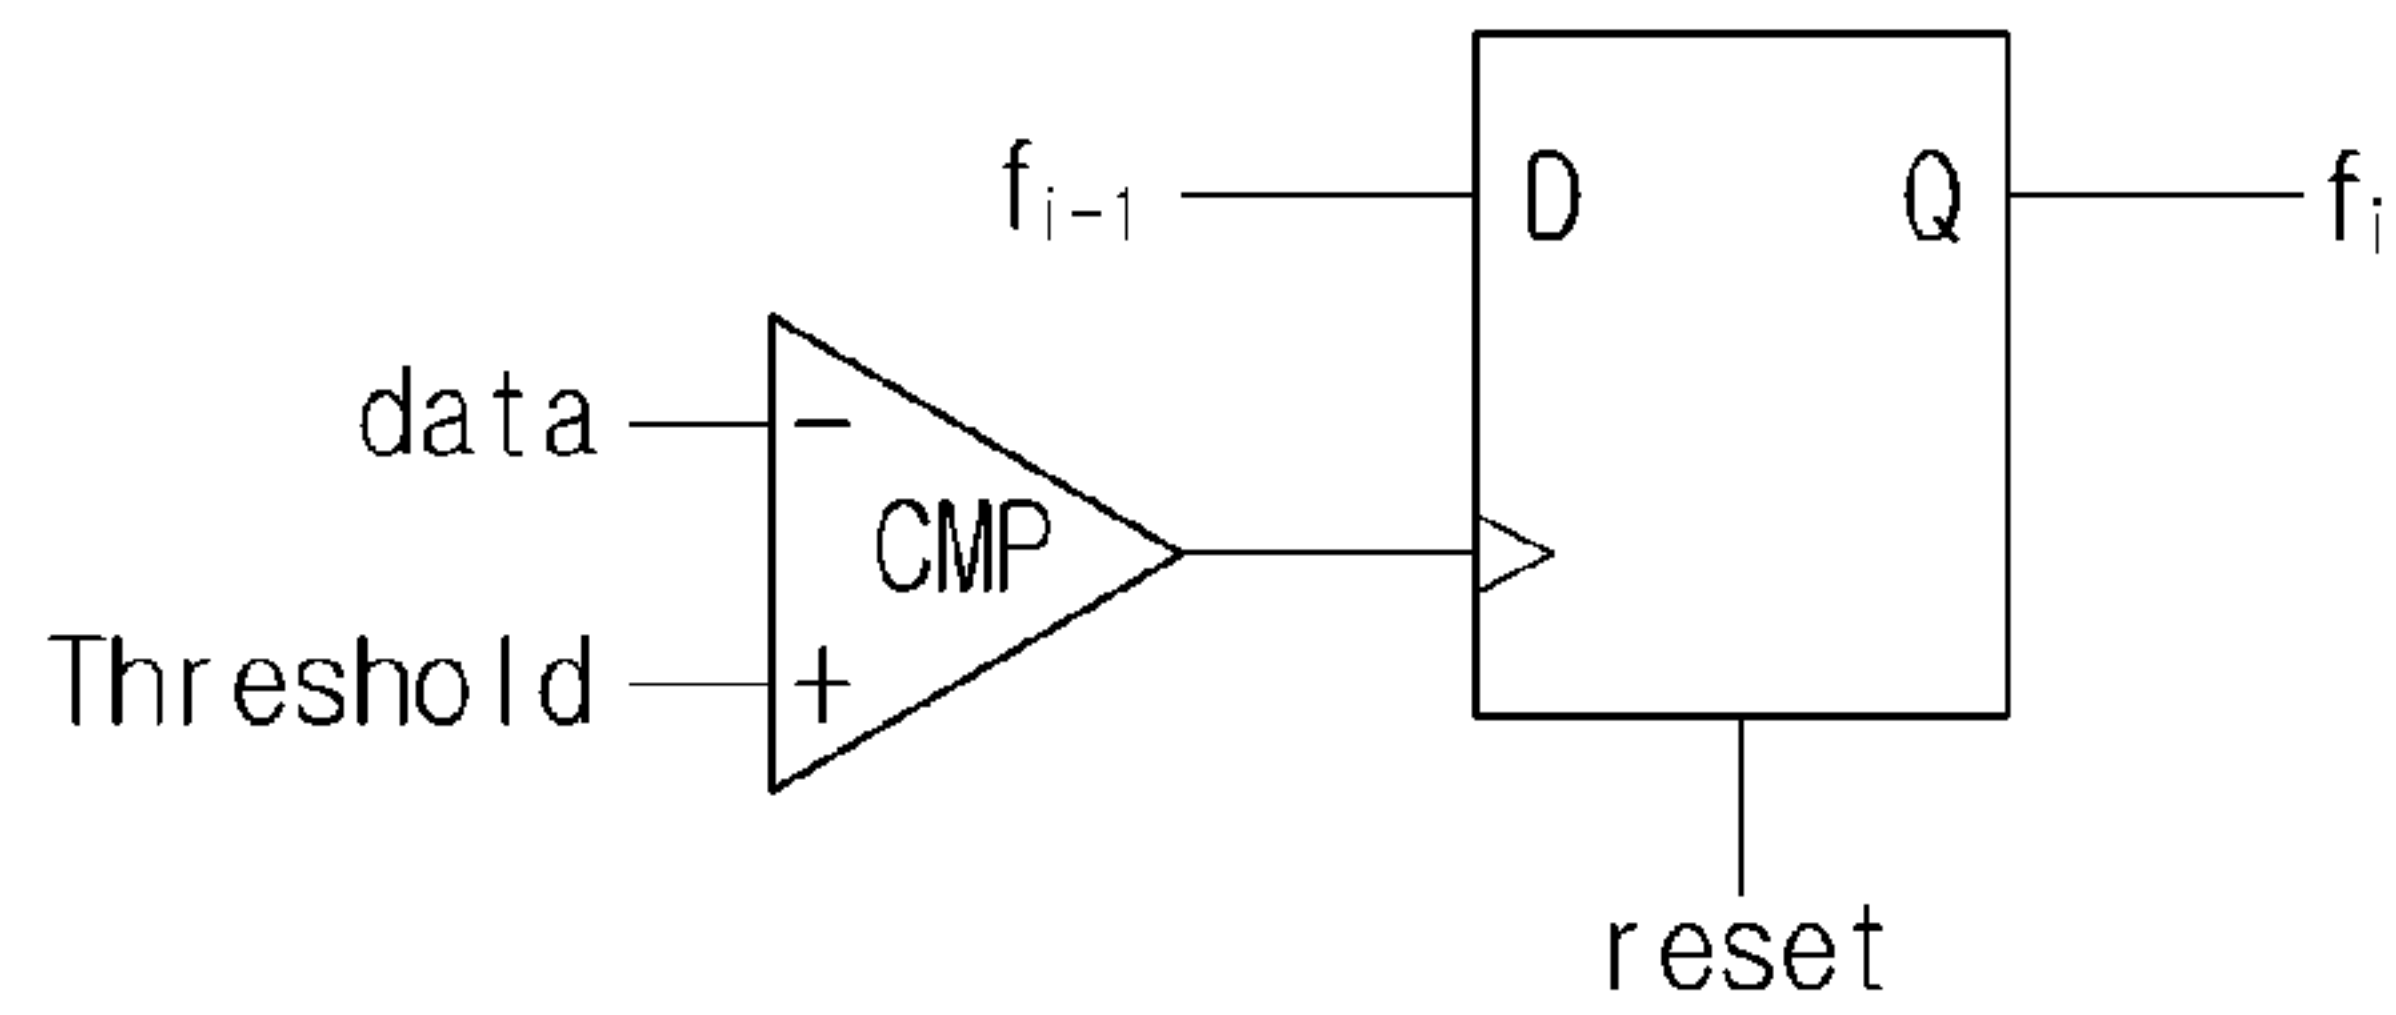 f_{i-1} D Q f_i
data -
CMP
Threshold +
reset